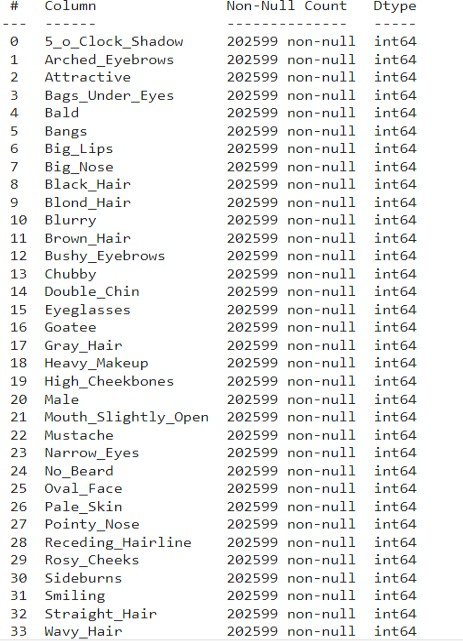 #   Column               Non-Null Count   Dtype
---  ------               --------------   -----
0   5_o_Clock_Shadow     202599 non-null  int64
1   Arched_Eyebrows      202599 non-null  int64
2   Attractive           202599 non-null  int64
3   Bags_Under_Eyes      202599 non-null  int64
4   Bald                 202599 non-null  int64
5   Bangs                202599 non-null  int64
6   Big_Lips             202599 non-null  int64
7   Big_Nose             202599 non-null  int64
8   Black_Hair           202599 non-null  int64
9   Blond_Hair           202599 non-null  int64
10  Blurry               202599 non-null  int64
11  Brown_Hair           202599 non-null  int64
12  Bushy_Eyebrows       202599 non-null  int64
13  Chubby               202599 non-null  int64
14  Double_Chin          202599 non-null  int64
15  Eyeglasses           202599 non-null  int64
16  Goatee               202599 non-null  int64
17  Gray_Hair            202599 non-null  int64
18  Heavy_Makeup         202599 non-null  int64
19  High_Cheekbones      202599 non-null  int64
20  Male                 202599 non-null  int64
21  Mouth_Slightly_Open  202599 non-null  int64
22  Mustache             202599 non-null  int64
23  Narrow_Eyes          202599 non-null  int64
24  No_Beard             202599 non-null  int64
25  Oval_Face            202599 non-null  int64
26  Pale_Skin            202599 non-null  int64
27  Pointy_Nose          202599 non-null  int64
28  Receding_Hairline    202599 non-null  int64
29  Rosy_Cheeks          202599 non-null  int64
30  Sideburns            202599 non-null  int64
31  Smiling              202599 non-null  int64
32  Straight_Hair        202599 non-null  int64
33  Wavy_Hair            202599 non-null  int64